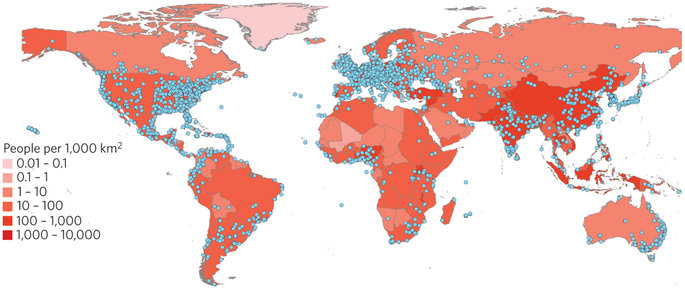 People per 1,000 km²
0.01 – 0.1
0.1 – 1
1 – 10
10 – 100
100 – 1,000
1,000 – 10,000